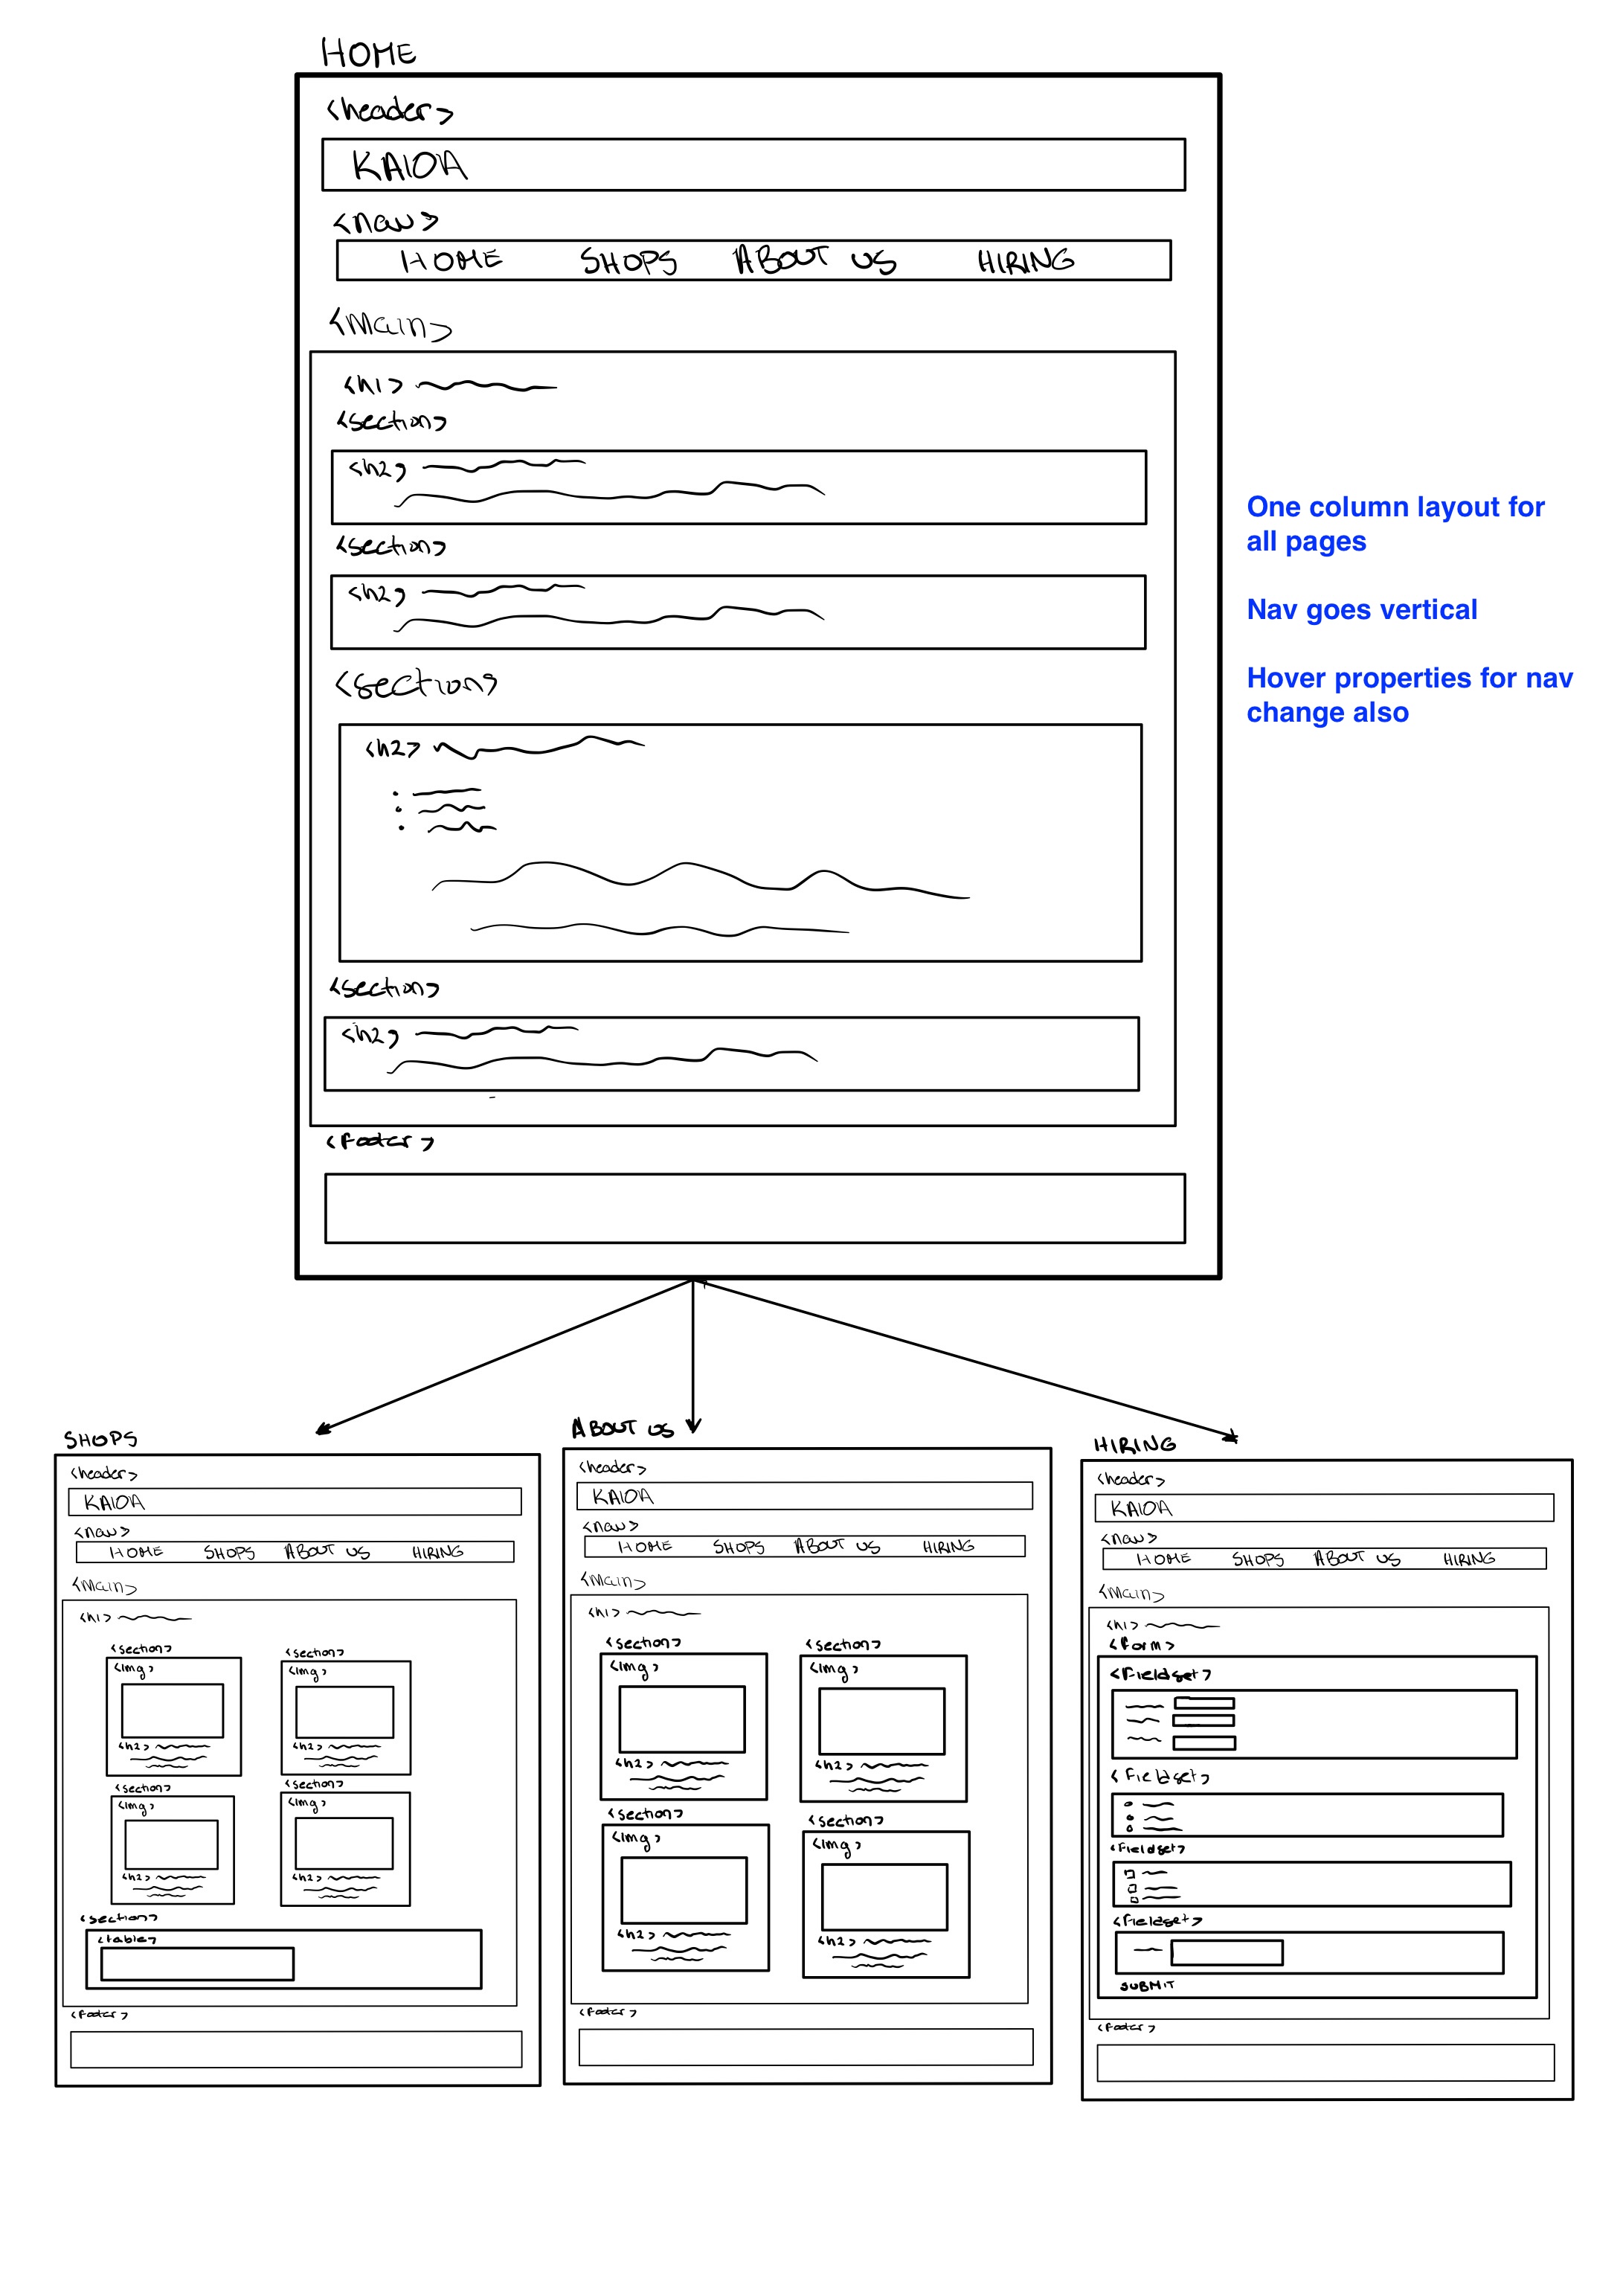 HOME
<header>
KAIOA
<nav>
HOME SHOPS ABOUT US HIRING
<Main>
<h1>
<section>
<h2>
<section>
<h2>
<section>
<h2>
<section>
<h2>
<footer>
One column layout for
all pages
Nav goes vertical
Hover properties for nav
change also
SHOPS
<header>
KAIOA
<nav>
HOME SHOPS ABOUT US HIRING
<Main>
<h1>
<section> <section>
<img> <img>
<h2> <h2>
<section> <section>
<img> <img>
<h2> <h2>
<section>
<table>
<footer>
ABOUT US
<header>
KAIOA
<nav>
HOME SHOPS ABOUT US HIRING
<Main>
<h1>
<section> <section>
<img> <img>
<h2> <h2>
<section> <section>
<img> <img>
<h2> <h2>
<footer>
HIRING
<header>
KAIOA
<nav>
HOME SHOPS ABOUT US HIRING
<Main>
<h1>
<form>
<Fieldset>
<Fieldset>
<Fieldset>
<Fieldset>
SUBMIT
<footer>